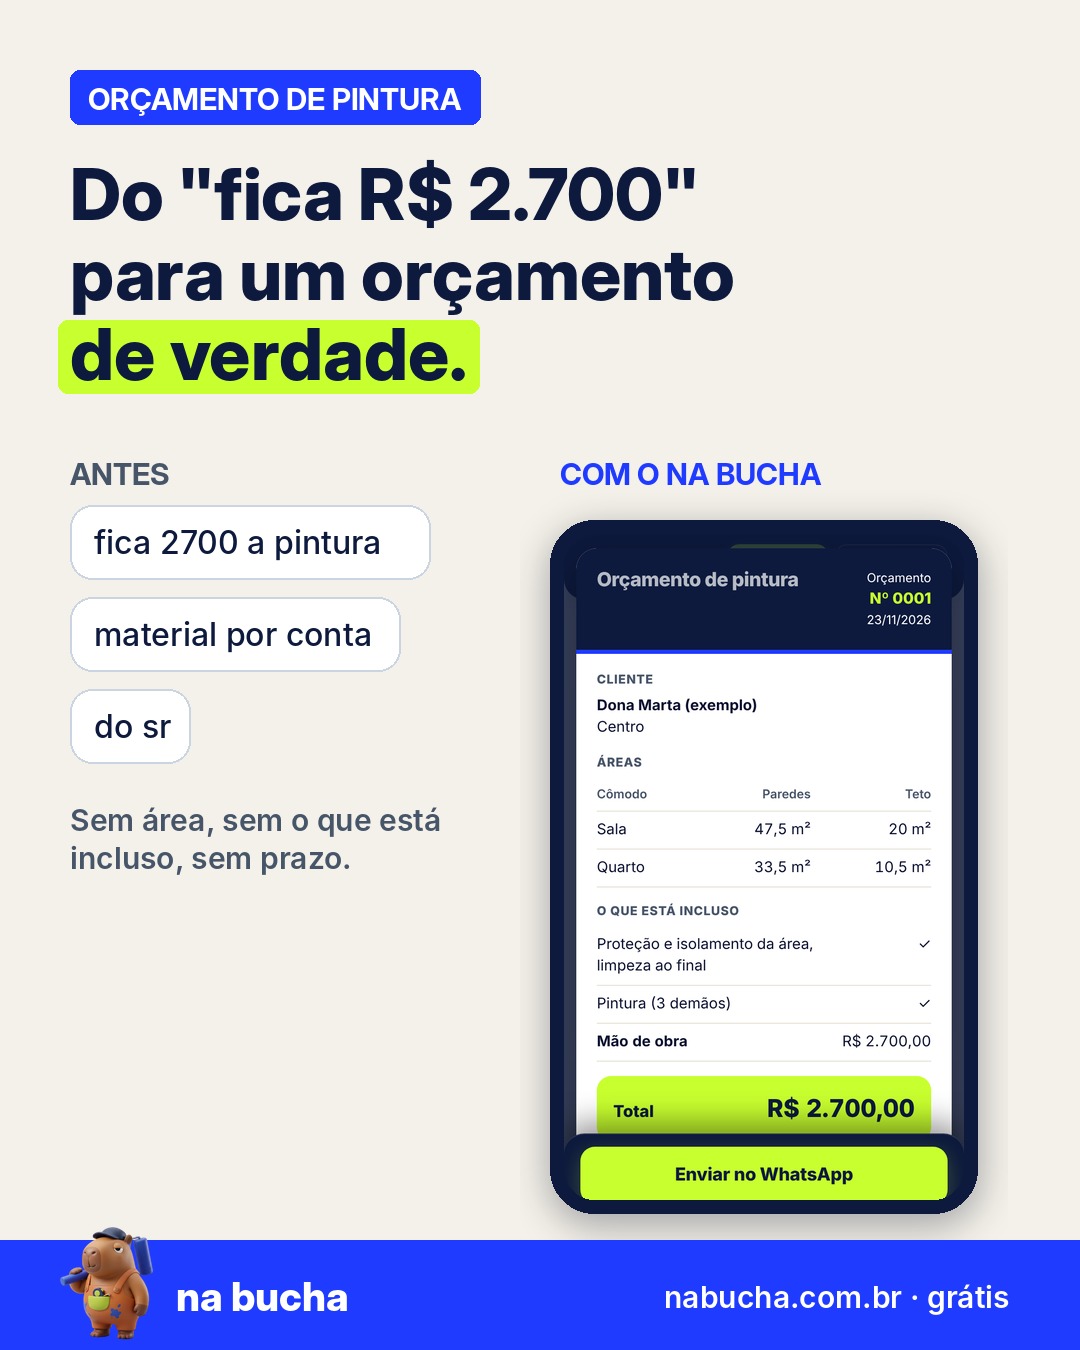 ORÇAMENTO DE PINTURA
Do "fica R$ 2.700"
para um orçamento
de verdade.
ANTES
fica 2700 a pintura
material por conta
do sr
Sem área, sem o que está
incluso, sem prazo.
COM O NA BUCHA
Orçamento de pintura
Orçamento
Nº 0001
23/11/2026
CLIENTE
Dona Marta (exemplo)
Centro
ÁREAS
Cômodo Paredes Teto
Sala 47,5 m² 20 m²
Quarto 33,5 m² 10,5 m²
O QUE ESTÁ INCLUSO
Proteção e isolamento da área, ✓
limpeza ao final
Pintura (3 demãos) ✓
Mão de obra R$ 2.700,00
Total R$ 2.700,00
Enviar no WhatsApp
na bucha
nabucha.com.br · grátis